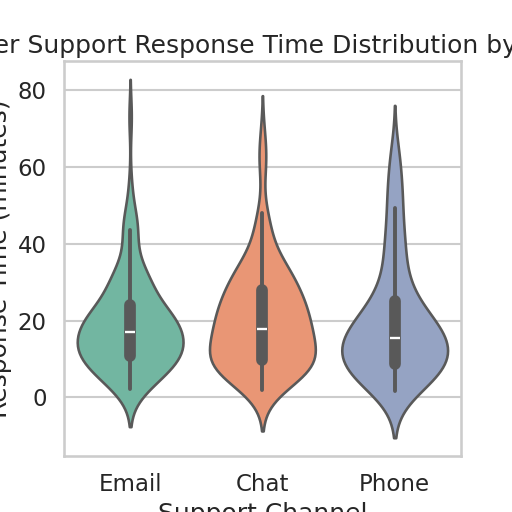 er Support Response Time Distribution by
Response Time (minutes)
80
60
40
20
0
Email Chat Phone
Support Channel